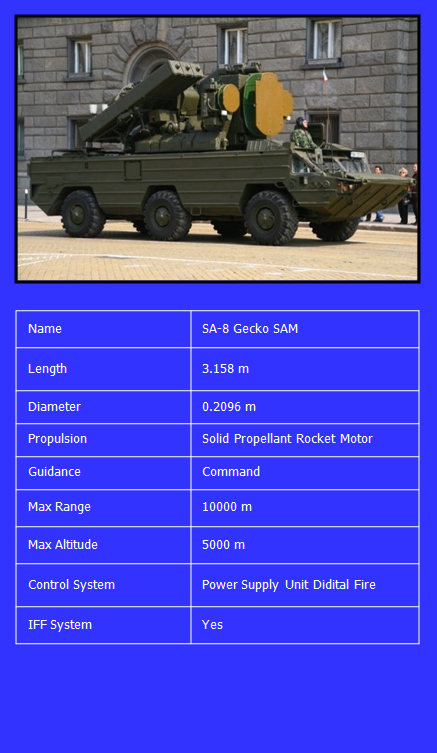 Name SA-8 Gecko SAM
Length 3.158 m
Diameter 0.2096 m
Propulsion Solid Propellant Rocket Motor
Guidance Command
Max Range 10000 m
Max Altitude 5000 m
Control System Power Supply Unit Didital Fire
IFF System Yes